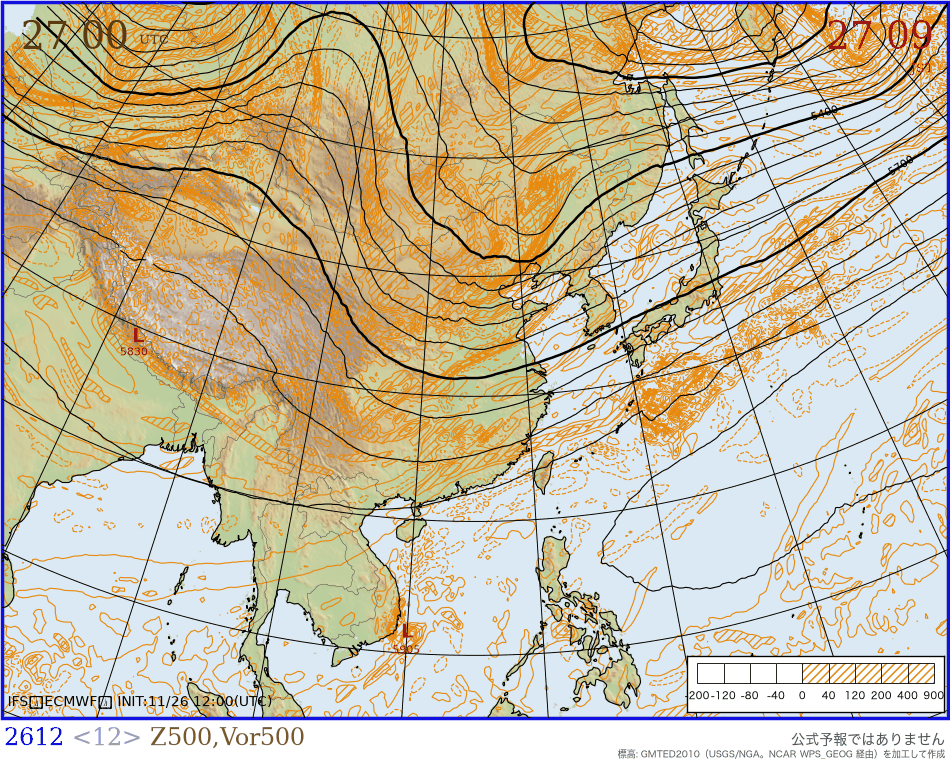 27 00 UTC
27 09
JST
5400
5700
L
5830
L
5905
IFS□ECMWF□ INIT:11/26 12:00(UTC)
-200 -120 -80 -40 0 40 120 200 400 900
2612 <12> Z500,Vor500
公式予報ではありません
標高: GMTED2010（USGS/NGA。NCAR WPS_GEOG 経由）を加工して作成